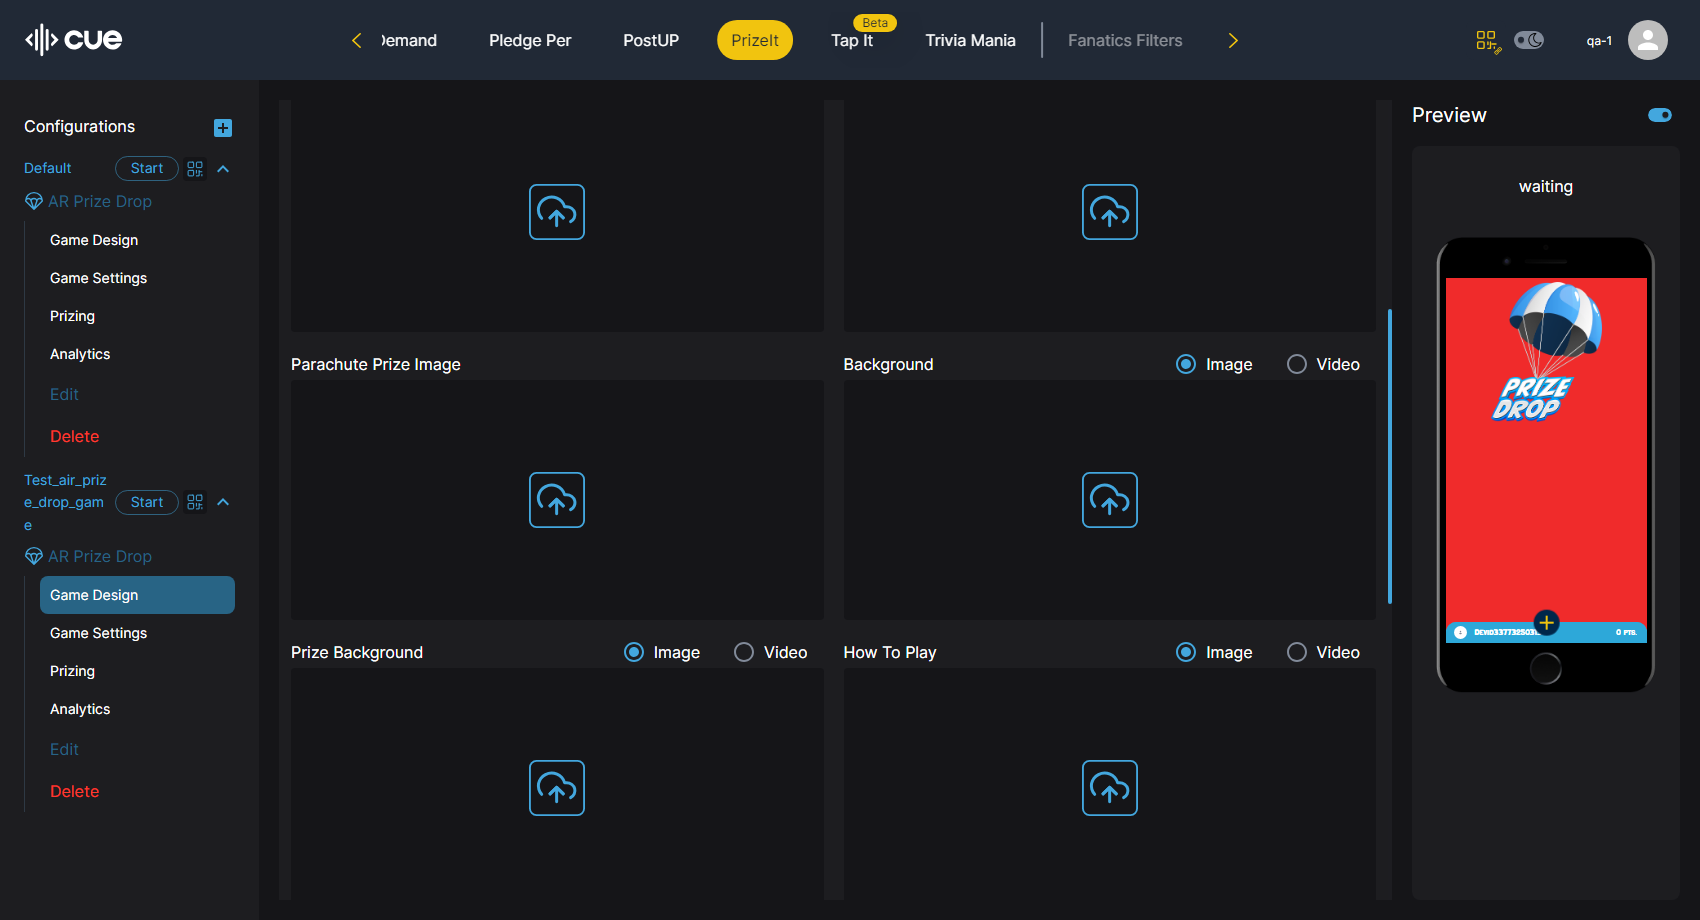 cue
Demand
Pledge Per
PostUP
PrizeIt
Beta
Tap It
Trivia Mania
Fanatics Filters
qa-1
Configurations
Default
Start
AR Prize Drop
Game Design
Game Settings
Prizing
Analytics
Edit
Delete
Test_air_priz
e_drop_gam
e
Start
AR Prize Drop
Game Design
Game Settings
Prizing
Analytics
Edit
Delete
Parachute Prize Image
Background
Image
Video
Prize Background
Image
Video
How To Play
Image
Video
Preview
waiting
PRIZE
DROP
0 PTS.